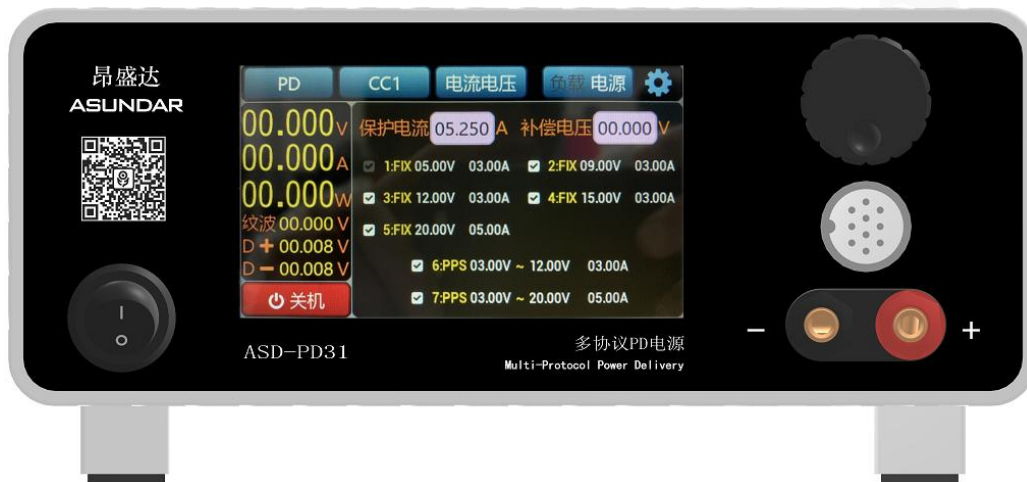 昂盛达
ASUNDAR
PD CC1 电流电压 负载 电源
00.000V
00.000A
00.000W
纹波 00.000 V
D + 00.008 V
D - 00.008 V
关机
保护电流 05.250 A 补偿电压 00.000 V
1:FIX 05.00V 03.00A 2:FIX 09.00V 03.00A
3:FIX 12.00V 03.00A 4:FIX 15.00V 03.00A
5:FIX 20.00V 05.00A
6:PPS 03.00V ~ 12.00V 03.00A
7:PPS 03.00V ~ 20.00V 05.00A
ASD-PD31
多协议PD电源
Multi-Protocol Power Delivery
I
O
- +